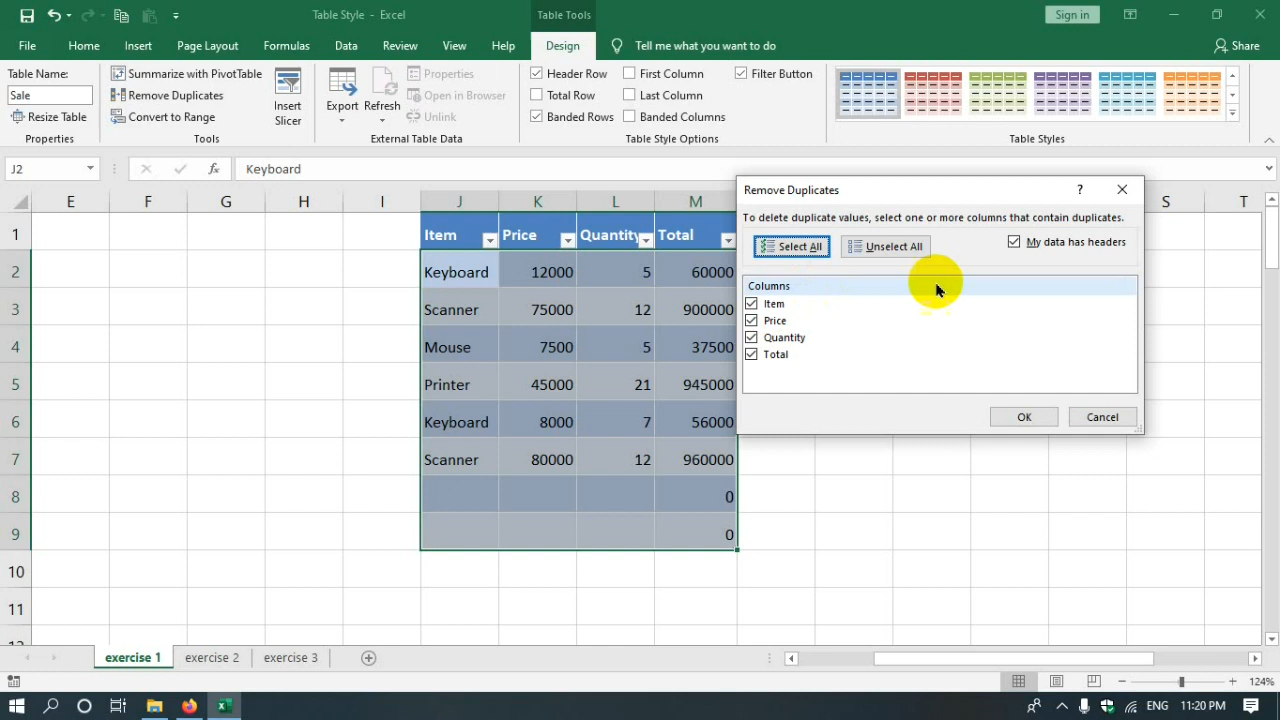 Table Style - Excel
Table Tools
Sign in
File
Home
Insert
Page Layout
Formulas
Data
Review
View
Help
Design
Tell me what you want to do
Share
Table Name:
Sale
Resize Table
Properties
Summarize with PivotTable
Remove Duplicates
Convert to Range
Tools
Insert
Slicer
Export
Refresh
Properties
Open in Browser
Unlink
External Table Data
Header Row
Total Row
Banded Rows
First Column
Last Column
Banded Columns
Filter Button
Table Style Options
Table Styles
J2
fx
Keyboard
E F G H I J K L M S T
1 Item Price Quantity Total
2 Keyboard 12000 5 60000
3 Scanner 75000 12 900000
4 Mouse 7500 5 37500
5 Printer 45000 21 945000
6 Keyboard 8000 7 56000
7 Scanner 80000 12 960000
8 0
9 0
10
11
Remove Duplicates
?
To delete duplicate values, select one or more columns that contain duplicates.
Select All
Unselect All
My data has headers
Columns
Item
Price
Quantity
Total
OK
Cancel
exercise 1
exercise 2
exercise 3
124%
ENG
11:20 PM